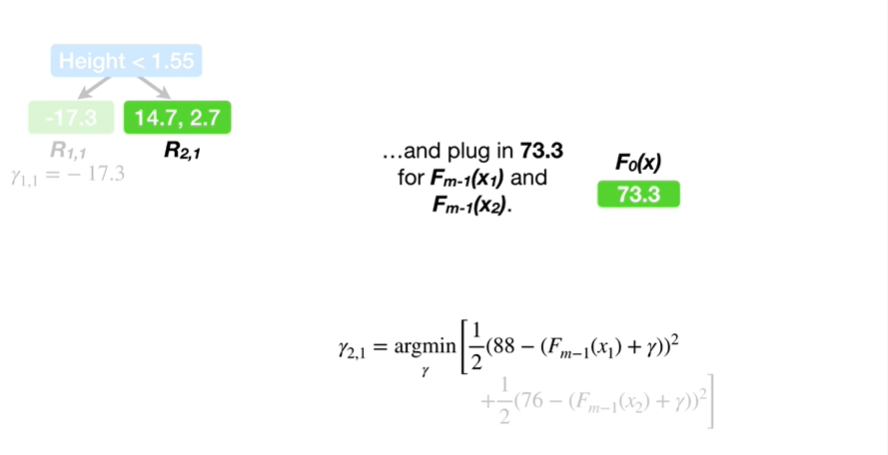 Height < 1.55
-17.3 14.7, 2.7
R1,1 R2,1
γ1,1 = − 17.3
…and plug in 73.3
for Fm-1(x1) and
Fm-1(x2).
F0(x)
73.3
γ2,1 = argmin [ 1/2 (88 − (Fm−1(x1) + γ))²
γ
+ 1/2 (76 − (Fm−1(x2) + γ))² ]